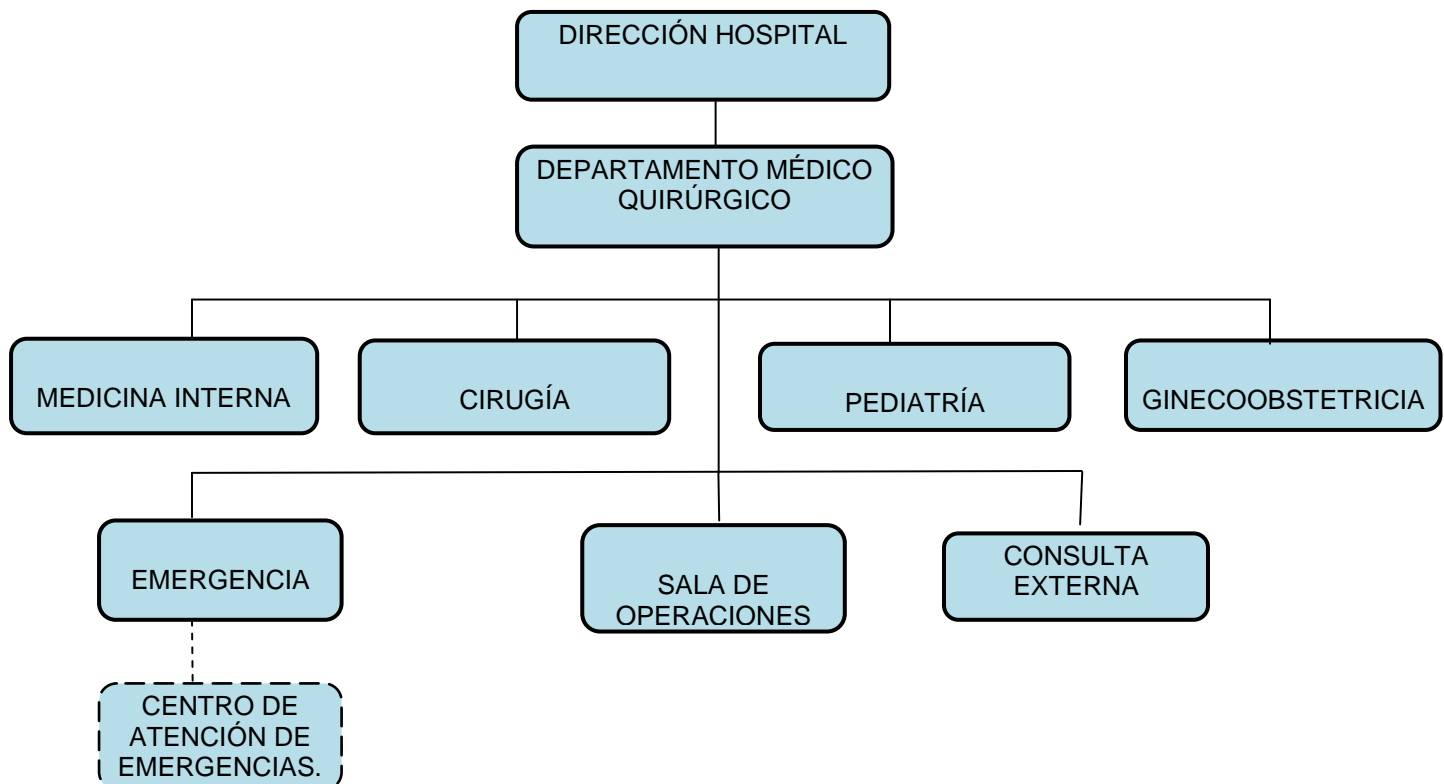 DIRECCIÓN HOSPITAL
DEPARTAMENTO MÉDICO
QUIRÚRGICO
MEDICINA INTERNA
CIRUGÍA
PEDIATRÍA
GINECOOBSTETRICIA
EMERGENCIA
SALA DE
OPERACIONES
CONSULTA
EXTERNA
CENTRO DE
ATENCIÓN DE
EMERGENCIAS.